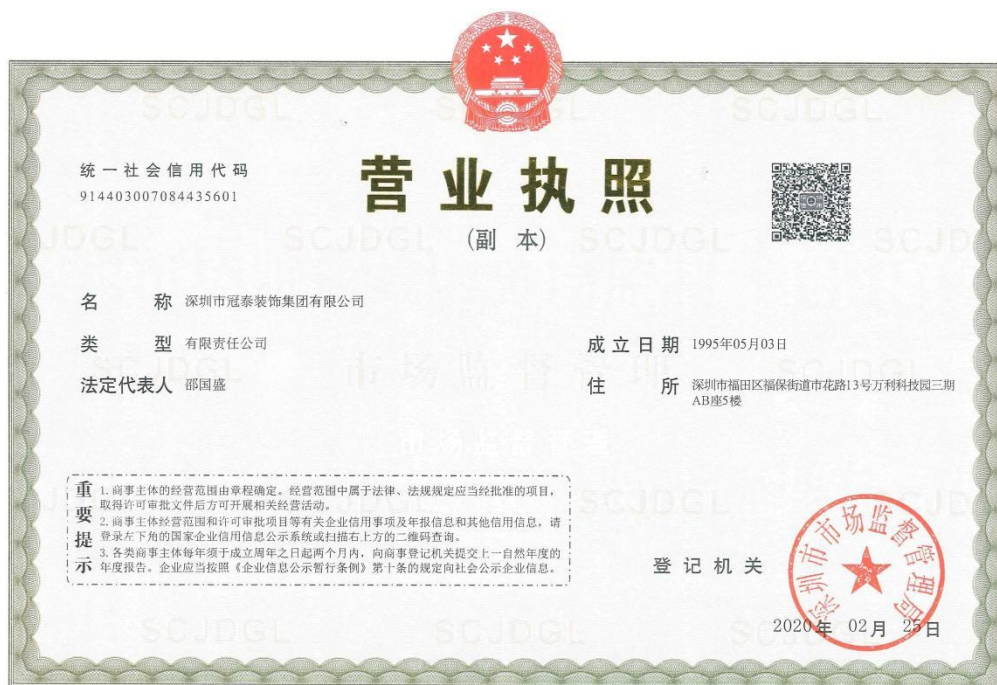 统一社会信用代码
914403007084435601
营业执照
(副 本)
名 称 深圳市冠泰装饰集团有限公司
类 型 有限责任公司
法定代表人 邵国盛
成立日期 1995年05月03日
住 所 深圳市福田区福保街道市花路13号万利科技园三期
AB座5楼
重要提示
1. 商事主体的经营范围由章程确定。经营范围中属于法律、法规规定应当经批准的项目,
取得许可审批文件后方可开展相关经营活动。
2. 商事主体经营范围和许可审批项目等有关企业信用事项及年报信息和其他信用信息,请
登录左下角的国家企业信用信息公示系统或扫描右上方的二维码查询。
3. 各类商事主体每年须于成立周年之日起两个月内,向商事登记机关提交上一自然年度的
年度报告。企业应当按照《企业信息公示暂行条例》第十条的规定向社会公示企业信息。
登记机关
深圳市市场监督管理局
2020年 02月 25日
SCJDGL
市场监督管理